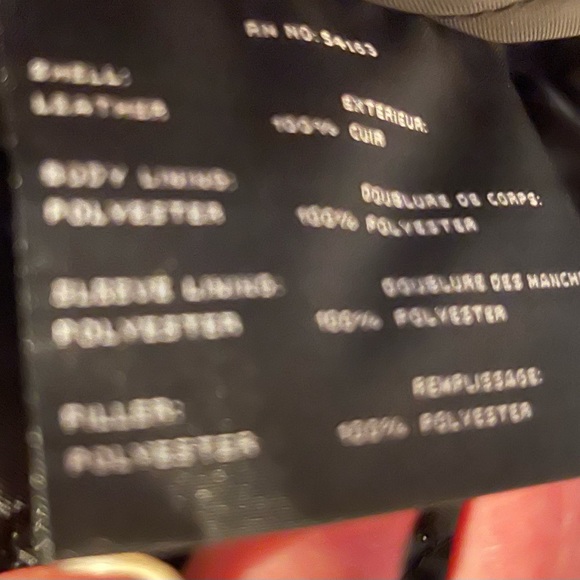 RN NO: 54163
SHELL: EXTERIEUR:
LEATHER 100% CUIR
BODY LINING: DOUBLURE DE CORPS:
POLYESTER 100% POLYESTER
SLEEVE LINING: DOUBLURE DES MANCH
POLYESTER 100% POLYESTER
FILLER: REMPLISSAGE:
POLYESTER 100% POLYESTER